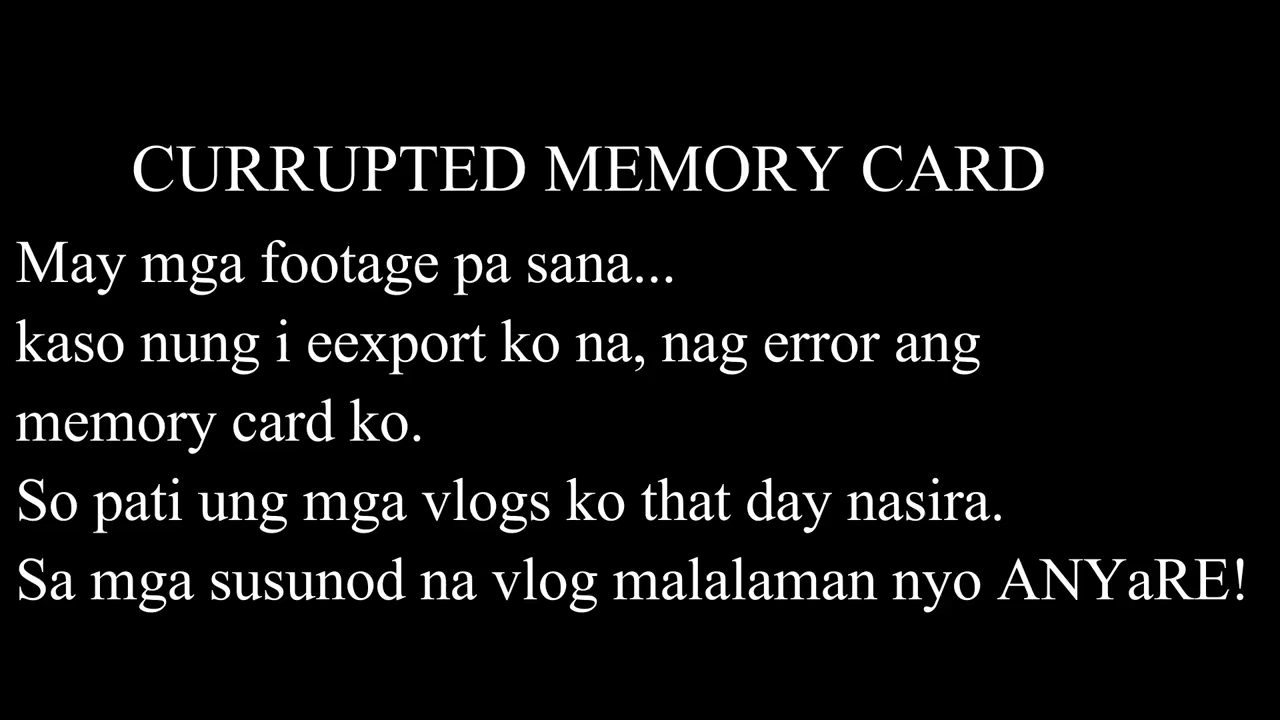 CURRUPTED MEMORY CARD
May mga footage pa sana...
kaso nung i eexport ko na, nag error ang
memory card ko.
So pati ung mga vlogs ko that day nasira.
Sa mga susunod na vlog malalaman nyo ANYaRE!